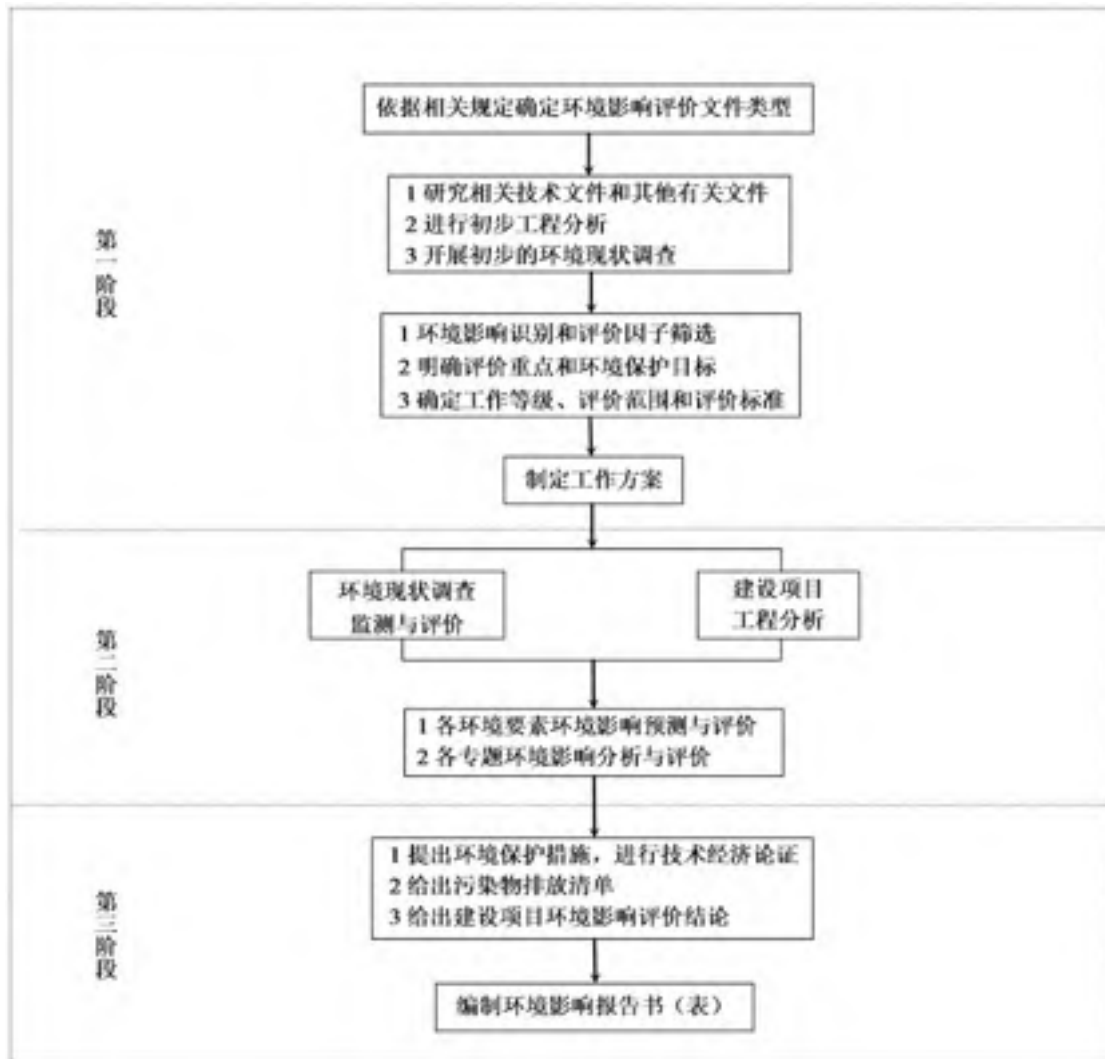 第一阶段
依据相关规定确定环境影响评价文件类型
1 研究相关技术文件和其他有关文件
2 进行初步工程分析
3 开展初步的环境现状调查
1 环境影响识别和评价因子筛选
2 明确评价重点和环境保护目标
3 确定工作等级、评价范围和评价标准
制定工作方案
第二阶段
环境现状调查
监测与评价
建设项目
工程分析
1 各环境要素环境影响预测与评价
2 各专题环境影响分析与评价
第三阶段
1 提出环境保护措施，进行技术经济论证
2 给出污染物排放清单
3 给出建设项目环境影响评价结论
编制环境影响报告书（表）